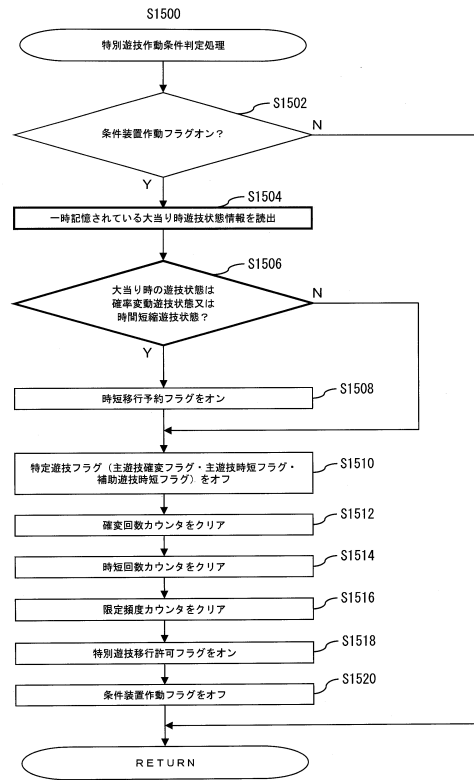 S1500
特別遊技作動条件判定処理
S1502
条件装置作動フラグオン?
N
Y
S1504
一時記憶されている大当り時遊技状態情報を読出
S1506
大当り時の遊技状態は
確率変動遊技状態又は
時間短縮遊技状態?
N
Y
S1508
時短移行予約フラグをオン
S1510
特定遊技フラグ(主遊技確変フラグ・主遊技時短フラグ・
補助遊技時短フラグ)をオフ
S1512
確変回数カウンタをクリア
S1514
時短回数カウンタをクリア
S1516
限定頻度カウンタをクリア
S1518
特別遊技移行許可フラグをオン
S1520
条件装置作動フラグをオフ
RETURN